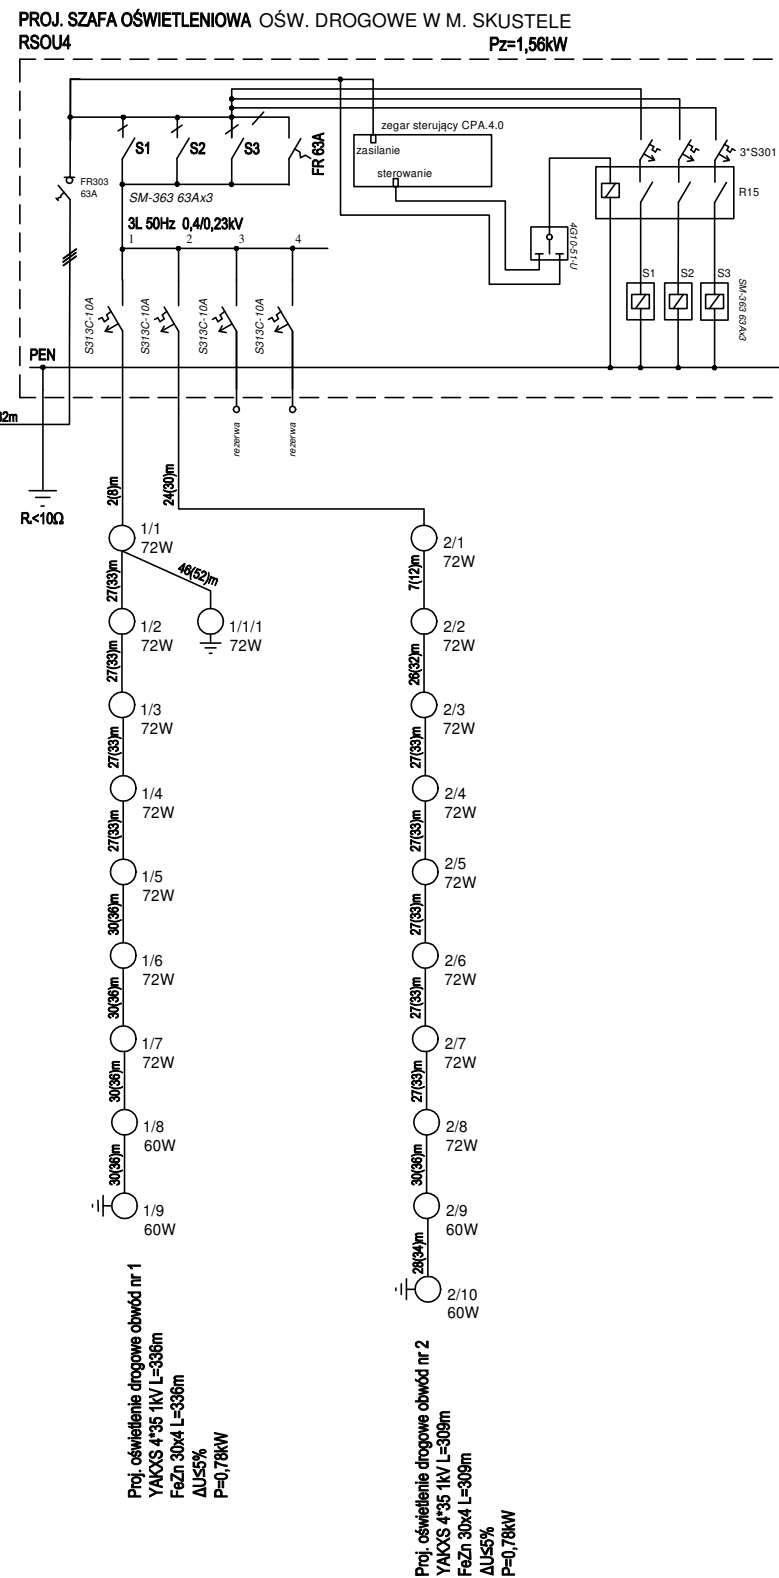 PROJ. SZAFA OŚWIETLENIOWA OŚW. DROGOWE W M. SKUSTELE
RSOU4
Pz=1,56kW
zegar sterujący CPA.4.0
zasilanie
sterowanie
S1
S2
S3
FR 63A
3*S301
R15
FR303
63A
SM-363 63Ax3
3L 50Hz 0,4/0,23kV
1
2
3
4
4G10-51-U
S1
S2
S3
SM-363 63Ax3
S313C-10A
S313C-10A
S313C-10A
S313C-10A
PEN
32m
rezerwa
rezerwa
R.<10Ω
2(8)m
24(30)m
1/1
72W
27(33)m
46(52)m
1/1/1
72W
1/2
72W
27(33)m
1/3
72W
27(33)m
1/4
72W
27(33)m
1/5
72W
30(36)m
1/6
72W
30(36)m
1/7
72W
30(36)m
1/8
60W
30(36)m
1/9
60W
2/1
72W
7(12)m
2/2
72W
26(32)m
2/3
72W
27(33)m
2/4
72W
27(33)m
2/5
72W
27(33)m
2/6
72W
27(33)m
2/7
72W
27(33)m
2/8
72W
30(36)m
2/9
60W
28(34)m
2/10
60W
Proj. oświetlenie drogowe obwód nr 1
YAKXS 4*35 1kV L=336m
FeZn 30x4 L=336m
ΔU≤5%
P=0,78kW
Proj. oświetlenie drogowe obwód nr 2
YAKXS 4*35 1kV L=309m
FeZn 30x4 L=309m
ΔU≤5%
P=0,78kW